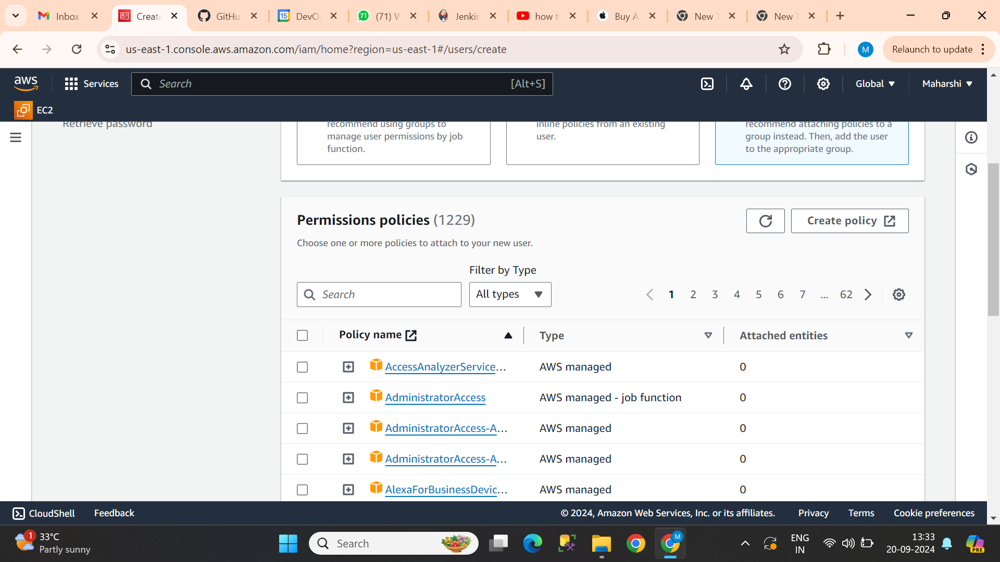 Inbox
Create
GitHu
15
DevO
71
(71) W
Jenkin
how t
Buy A
New T
New T
us-east-1.console.aws.amazon.com/iam/home?region=us-east-1#/users/create
M
Relaunch to update
aws
Services
Search
[Alt+S]
Global
Maharshi
EC2
Retrieve password
recommend using groups to
manage user permissions by job
function.
inline policies from an existing
user.
recommend attaching policies to a
group instead. Then, add the user
to the appropriate group.
Permissions policies (1229)
Create policy
Choose one or more policies to attach to your new user.
Filter by Type
Search
All types
1 2 3 4 5 6 7 ... 62
Policy name
Type
Attached entities
AccessAnalyzerService...
AWS managed
0
AdministratorAccess
AWS managed - job function
0
AdministratorAccess-A...
AWS managed
0
AdministratorAccess-A...
AWS managed
0
AlexaForBusinessDevic...
AWS managed
0
CloudShell
Feedback
© 2024, Amazon Web Services, Inc. or its affiliates.
Privacy
Terms
Cookie preferences
1
33°C
Partly sunny
Search
M
ENG
IN
13:33
20-09-2024
PRE